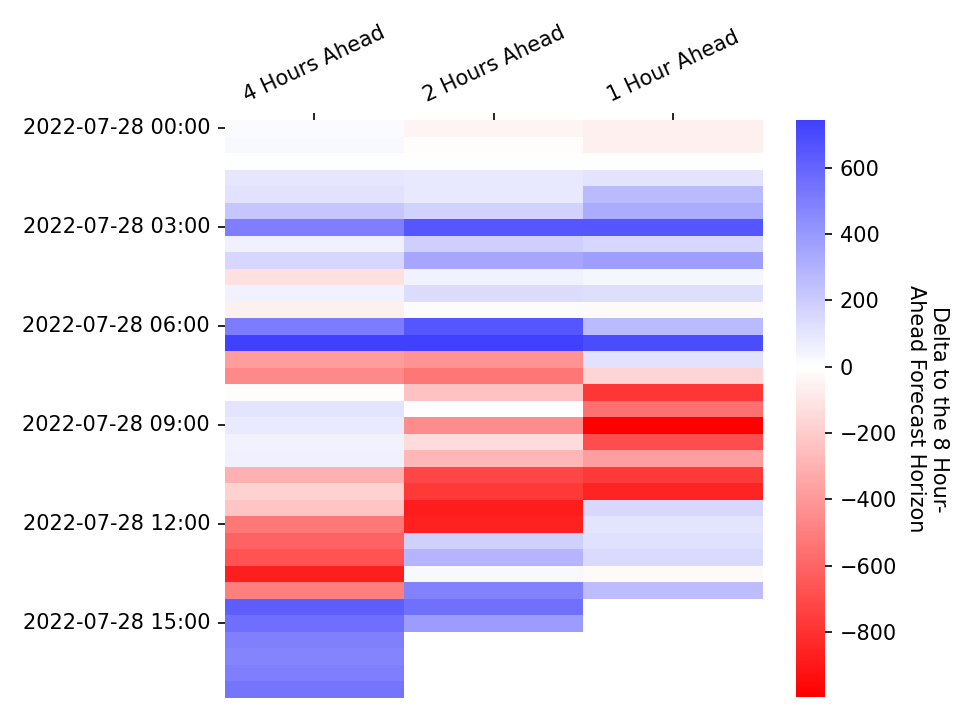 4 Hours Ahead
2 Hours Ahead
1 Hour Ahead
2022-07-28 00:00
2022-07-28 03:00
2022-07-28 06:00
2022-07-28 09:00
2022-07-28 12:00
2022-07-28 15:00
600
400
200
0
−200
−400
−600
−800
Delta to the 8 Hour-
Ahead Forecast Horizon